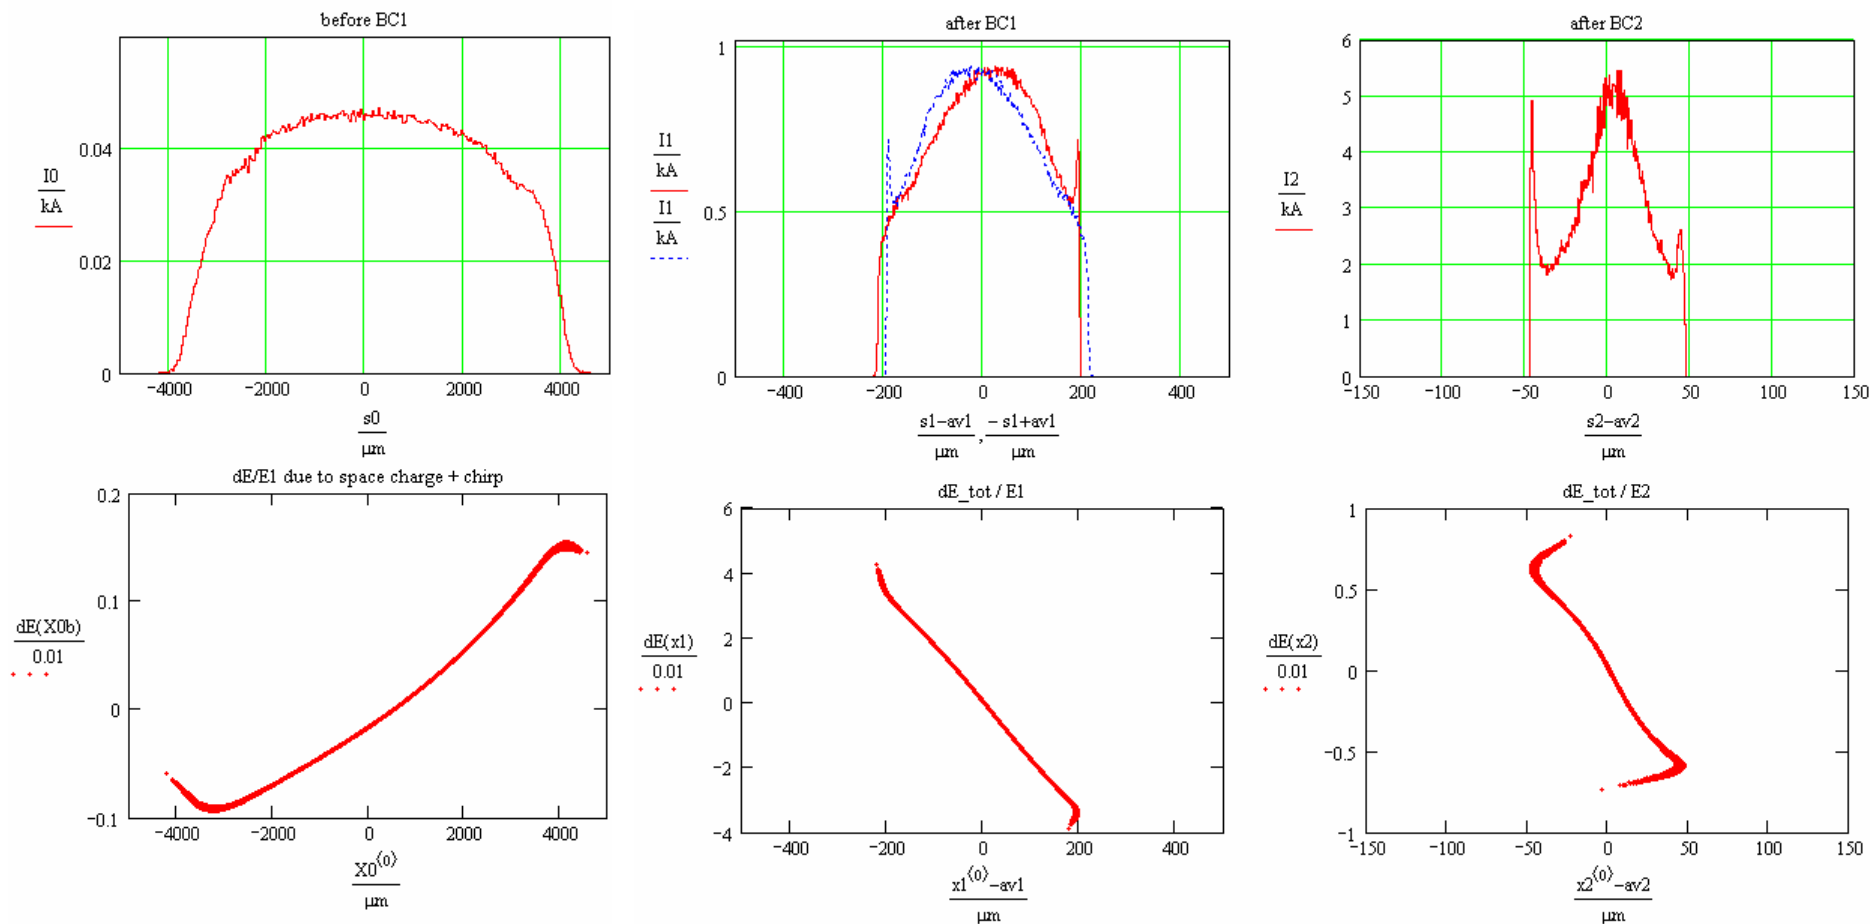 before BC1
I0
kA
0.04
0.02
0
−4000 −2000 0 2000 4000
s0
μm
after BC1
I1
kA
I1
kA
1
0.5
0
−400 −200 0 200 400
s1−av1 , − s1+av1
μm μm
after BC2
I2
kA
6
5
4
3
2
1
0
−150 −100 −50 0 50 100 150
s2−av2
μm
dE/E1 due to space charge + chirp
dE(X0b)
0.01
0.2
0.1
0
−0.1
−4000 −2000 0 2000 4000
X0⟨0⟩
μm
dE_tot / E1
dE(x1)
0.01
6
4
2
0
−2
−4
−400 −200 0 200 400
x1⟨0⟩−av1
μm
dE_tot / E2
dE(x2)
0.01
1
0.5
0
−0.5
−1
−150 −100 −50 0 50 100 150
x2⟨0⟩−av2
μm